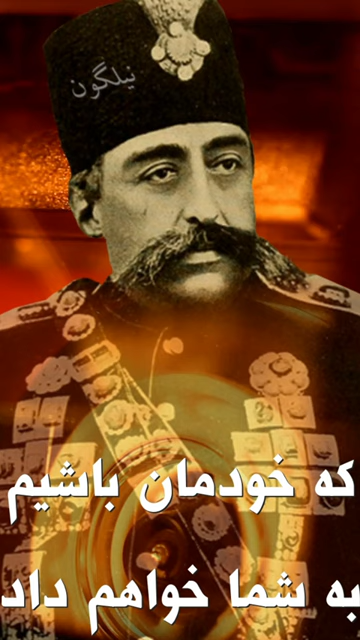 نیلگون
که خودمان باشیم
به شما خواهم داد